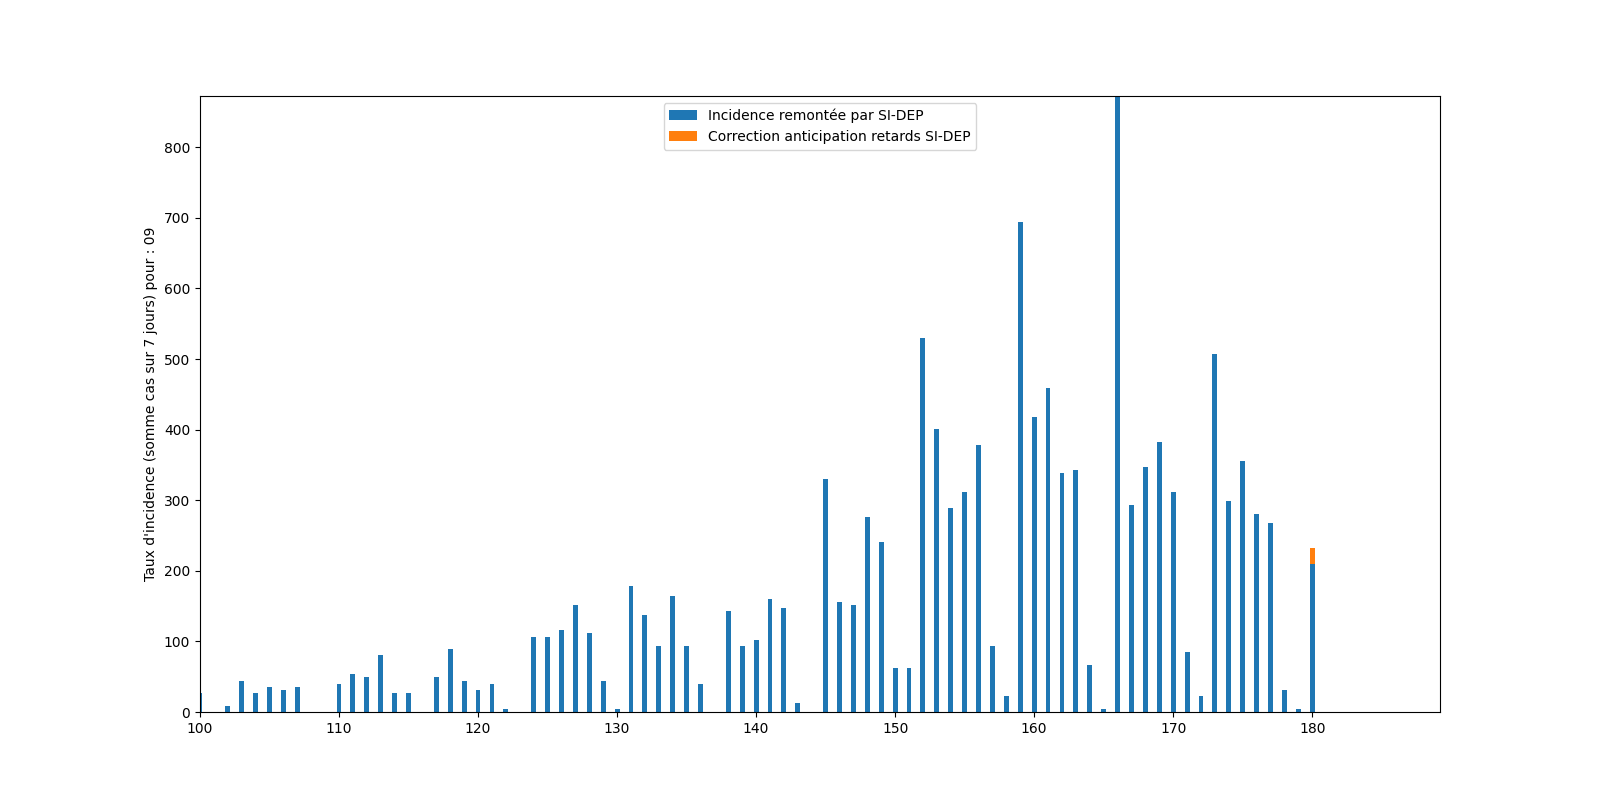 Incidence remontée par SI-DEP
Correction anticipation retards SI-DEP
Taux d'incidence (somme cas sur 7 jours) pour : 09
800
700
600
500
400
300
200
100
0
100 110 120 130 140 150 160 170 180